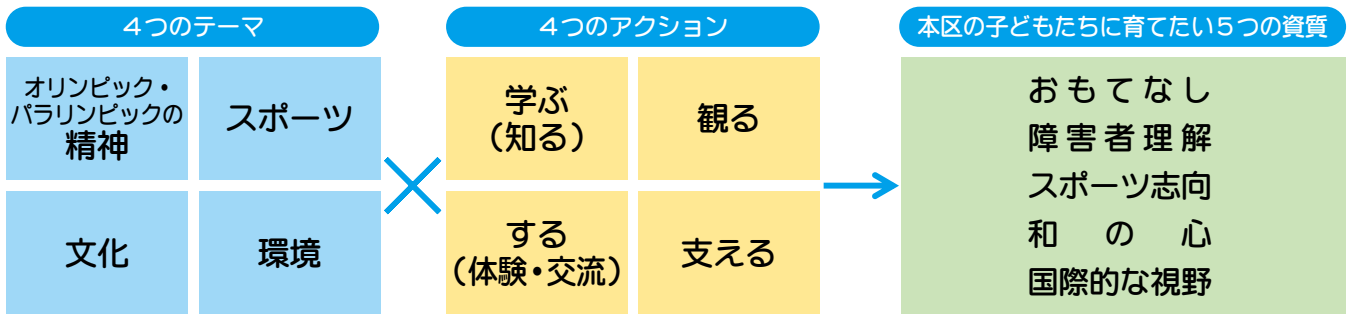 ４つのテーマ
オリンピック・
パラリンピックの
精神
スポーツ
文化
環境
４つのアクション
学ぶ
（知る）
観る
する
（体験・交流）
支える
本区の子どもたちに育てたい５つの資質
おもてなし
障害者理解
スポーツ志向
和の心
国際的な視野